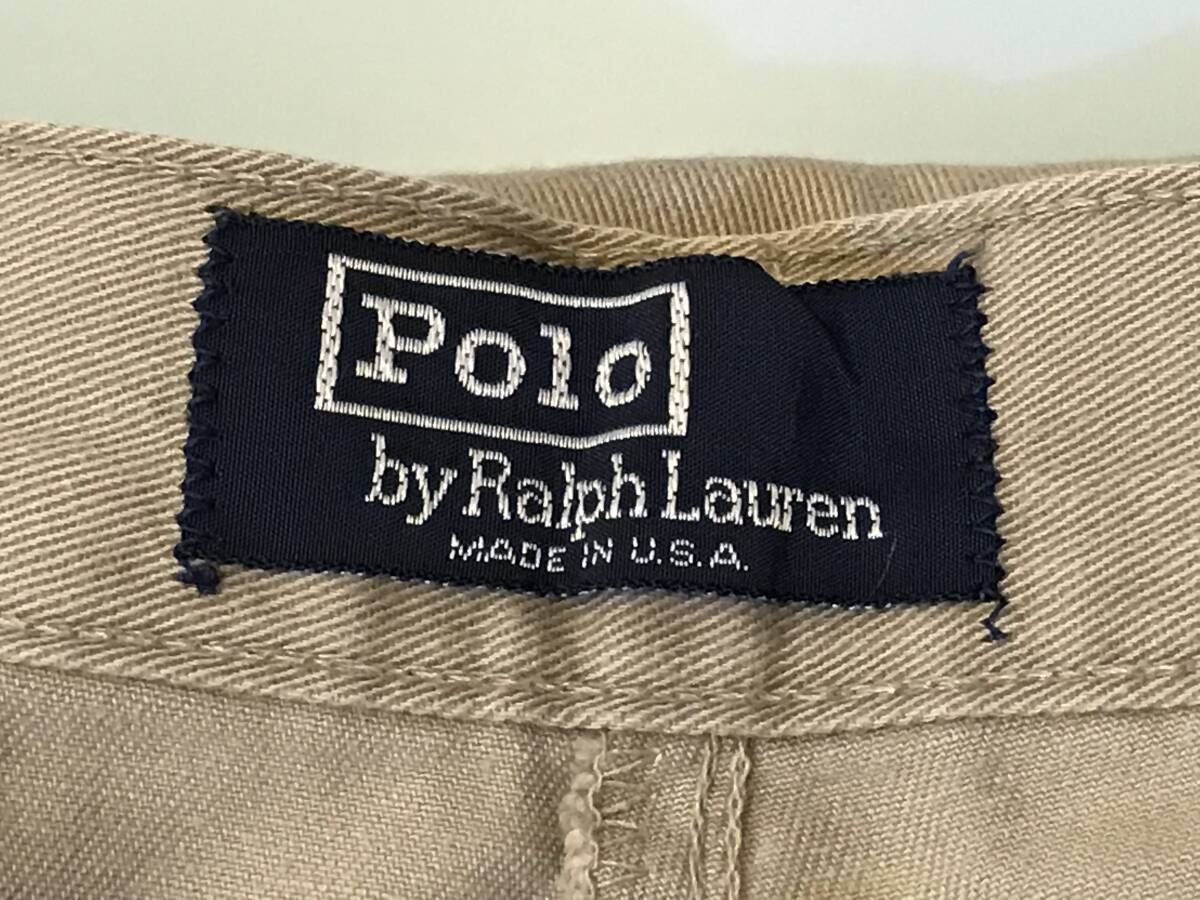 Polo
by Ralph Lauren
MADE IN U.S.A.